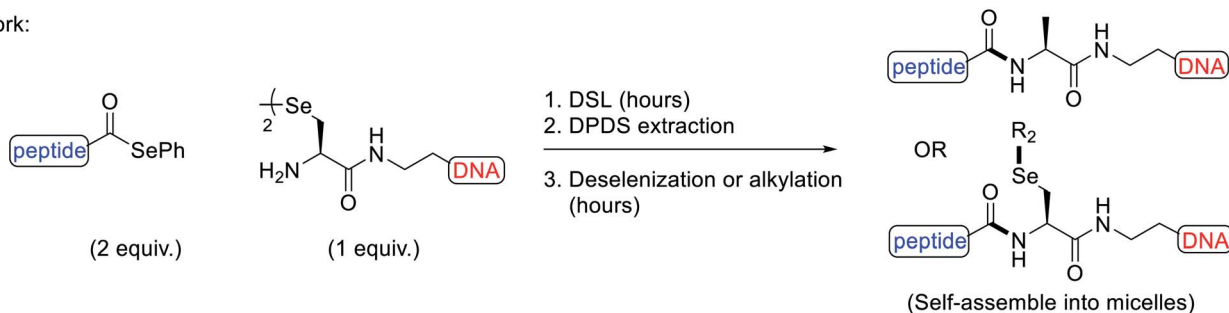 ork:
peptide
O
SePh
(2 equiv.)
2
Se
H2N
O
H
N
DNA
(1 equiv.)
1. DSL (hours)
2. DPDS extraction
3. Deselenization or alkylation
(hours)
O
peptide
N
H
O
H
N
DNA
OR
R2
Se
O
peptide
N
H
O
H
N
DNA
(Self-assemble into micelles)